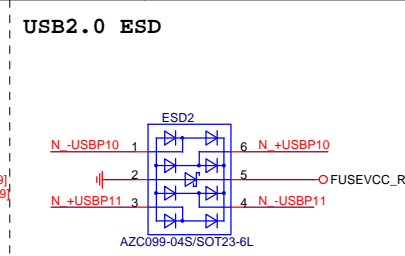 USB2.0 ESD
ESD2
N_-USBP10 1 6 N_+USBP10
2 5 FUSEVCC_R
9]
N_+USBP11 3 4 N_-USBP11
AZC099-04S/SOT23-6L